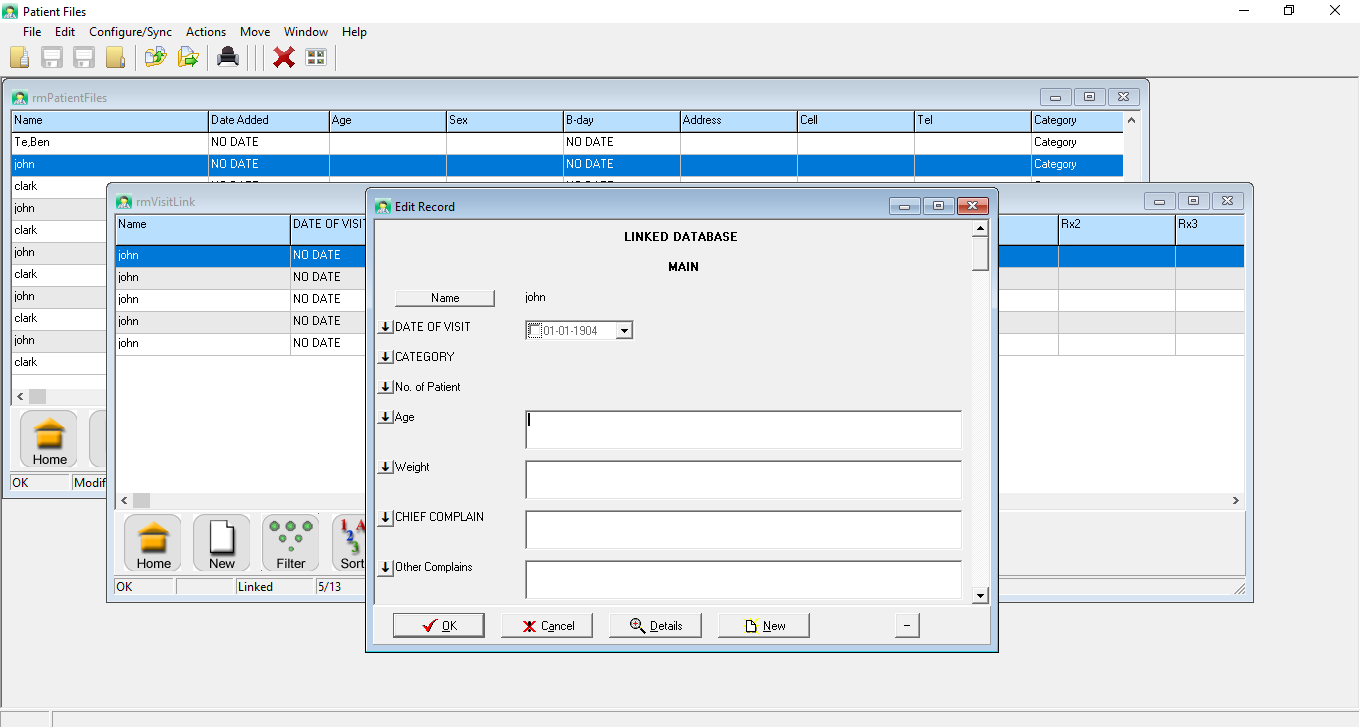 Patient Files
File Edit Configure/Sync Actions Move Window Help
rmPatientFiles
Name Date Added Age Sex B-day Address Cell Tel Category
Te,Ben NO DATE NO DATE Category
john NO DATE NO DATE Category
clark
john
clark
john
clark
john
clark
john
clark
Home
OK Modif
rmVisitLink
Name DATE OF VISIT Rx2 Rx3
john NO DATE
john NO DATE
john NO DATE
john NO DATE
john NO DATE
Home New Filter Sort
OK Linked 5/13
Edit Record
LINKED DATABASE
MAIN
Name john
DATE OF VISIT 01-01-1904
CATEGORY
No. of Patient
Age
Weight
CHIEF COMPLAIN
Other Complains
OK Cancel Details New –